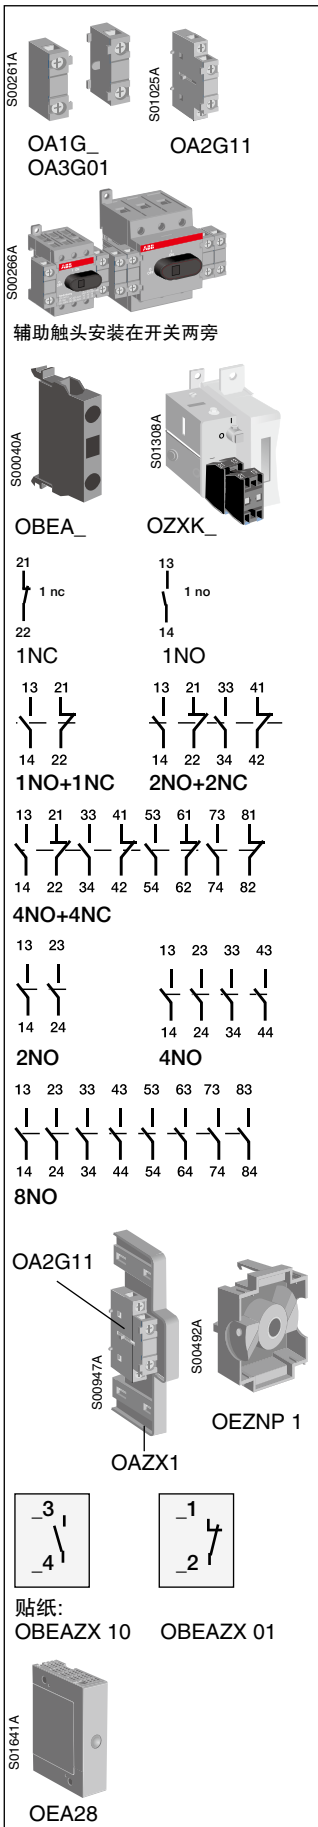 S00261A
S01025A
OA1G_
OA3G01
OA2G11
S00266A
ABB
ABB
辅助触头安装在开关两旁
S00040A
S01308A
I
O
OBEA_
OZXK_
21
1 nc
22
1NC
13
1 no
14
1NO
13 21
14 22
1NO+1NC
13 21 33 41
14 22 34 42
2NO+2NC
13 21 33 41 53 61 73 81
14 22 34 42 54 62 74 82
4NO+4NC
13 23
14 24
2NO
13 23 33 43
14 24 34 44
4NO
13 23 33 43 53 63 73 83
14 24 34 44 54 64 74 84
8NO
OA2G11
S00947A
OAZX1
S00492A
OEZNP 1
_3
_4
_1
_2
贴纸:
OBEAZX 10
OBEAZX 01
S01641A
OEA28